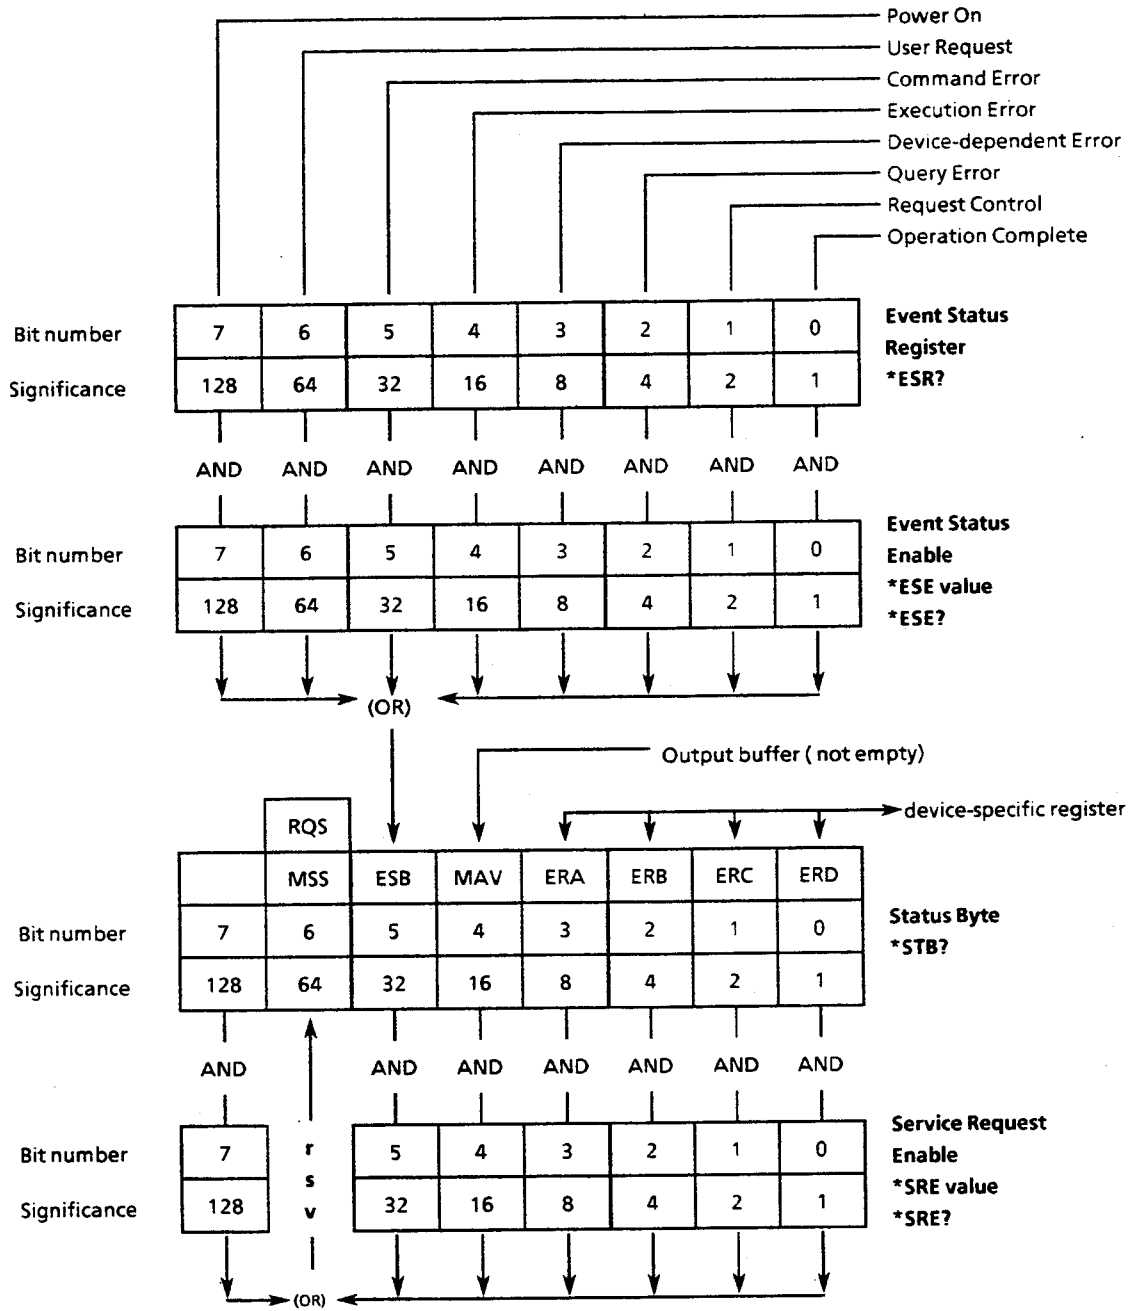 Power On
User Request
Command Error
Execution Error
Device-dependent Error
Query Error
Request Control
Operation Complete
Bit number 7 6 5 4 3 2 1 0
Significance 128 64 32 16 8 4 2 1
Event Status
Register
*ESR?
AND AND AND AND AND AND AND AND
Bit number 7 6 5 4 3 2 1 0
Significance 128 64 32 16 8 4 2 1
Event Status
Enable
*ESE value
*ESE?
(OR)
Output buffer ( not empty)
device-specific register
RQS
MSS ESB MAV ERA ERB ERC ERD
Bit number 7 6 5 4 3 2 1 0
Significance 128 64 32 16 8 4 2 1
Status Byte
*STB?
AND AND AND AND AND AND AND
Bit number 7 5 4 3 2 1 0
Significance 128 32 16 8 4 2 1
r
s
v
Service Request
Enable
*SRE value
*SRE?
(OR)